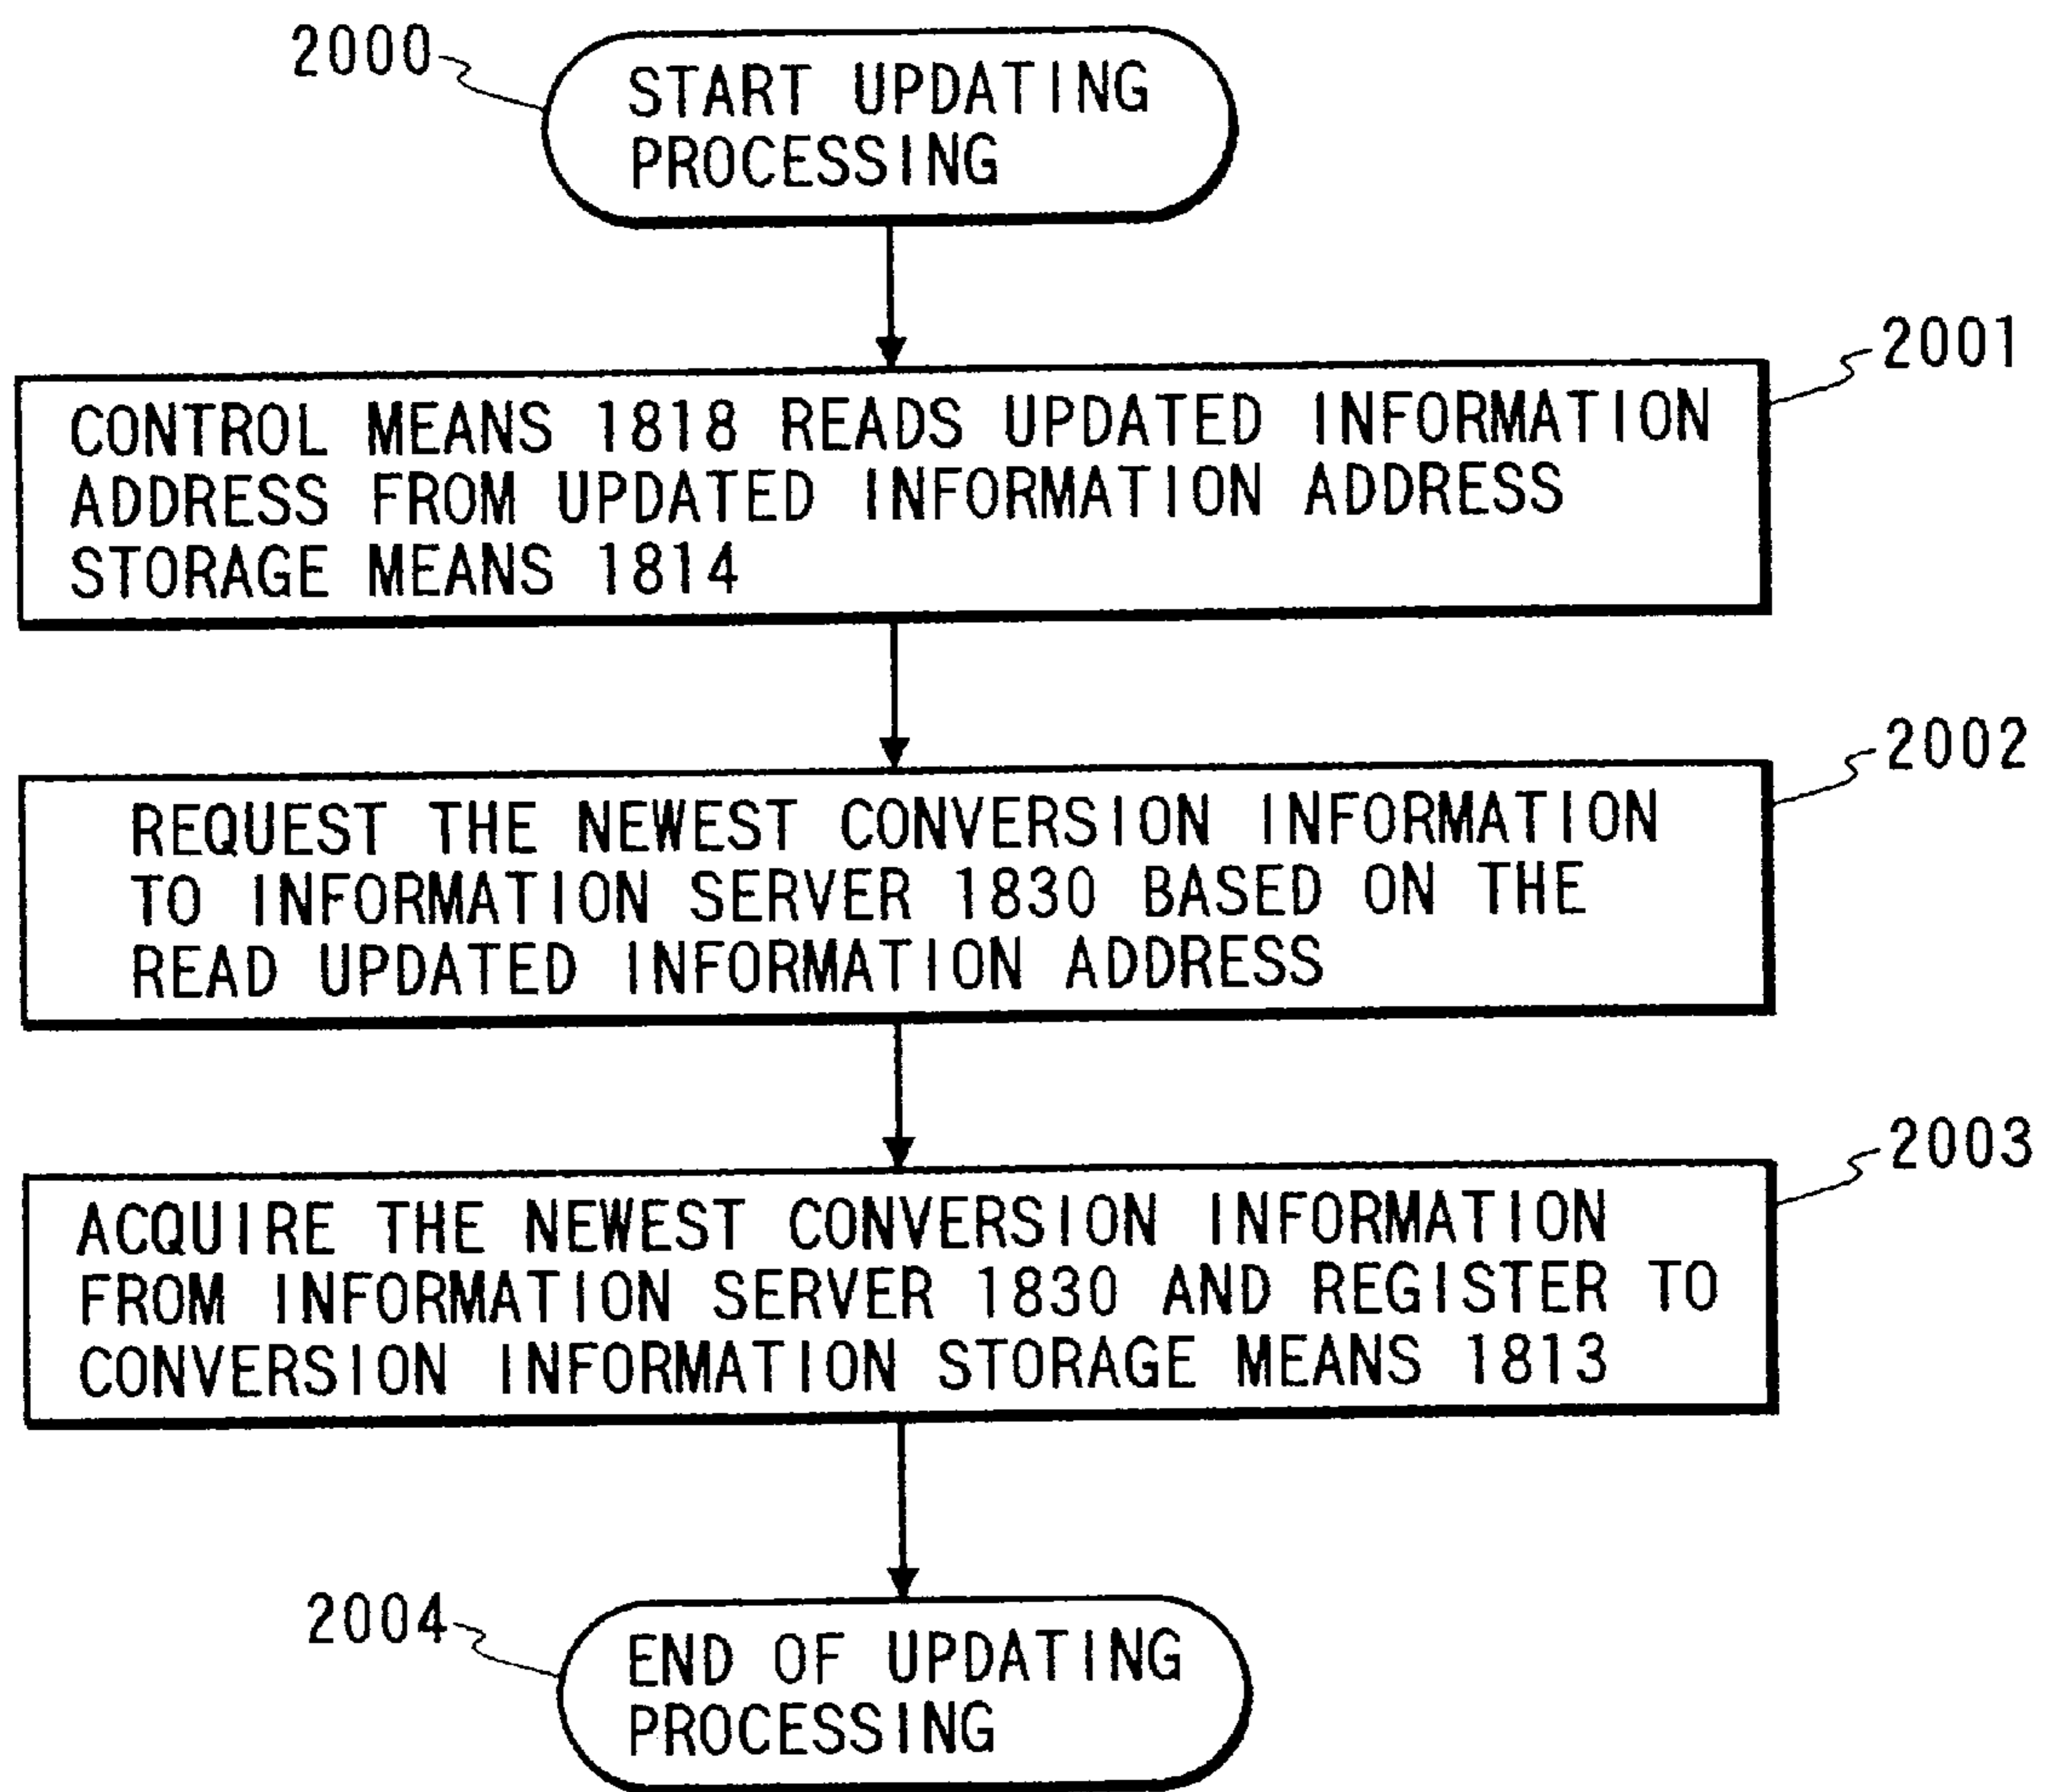 2000
START UPDATING
PROCESSING
2001
CONTROL MEANS 1818 READS UPDATED INFORMATION
ADDRESS FROM UPDATED INFORMATION ADDRESS
STORAGE MEANS 1814
2002
REQUEST THE NEWEST CONVERSION INFORMATION
TO INFORMATION SERVER 1830 BASED ON THE
READ UPDATED INFORMATION ADDRESS
2003
ACQUIRE THE NEWEST CONVERSION INFORMATION
FROM INFORMATION SERVER 1830 AND REGISTER TO
CONVERSION INFORMATION STORAGE MEANS 1813
2004
END OF UPDATING
PROCESSING